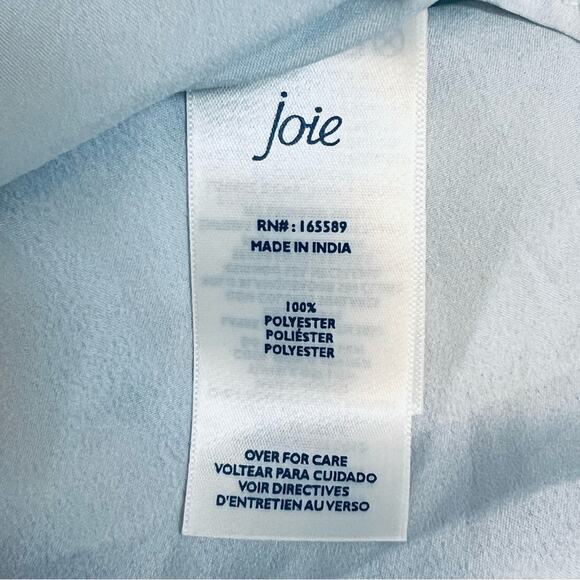 joie
RN#: 165589
MADE IN INDIA
100%
POLYESTER
POLIÉSTER
POLYESTER
OVER FOR CARE
VOLTEAR PARA CUIDADO
VOIR DIRECTIVES
D'ENTRETIEN AU VERSO